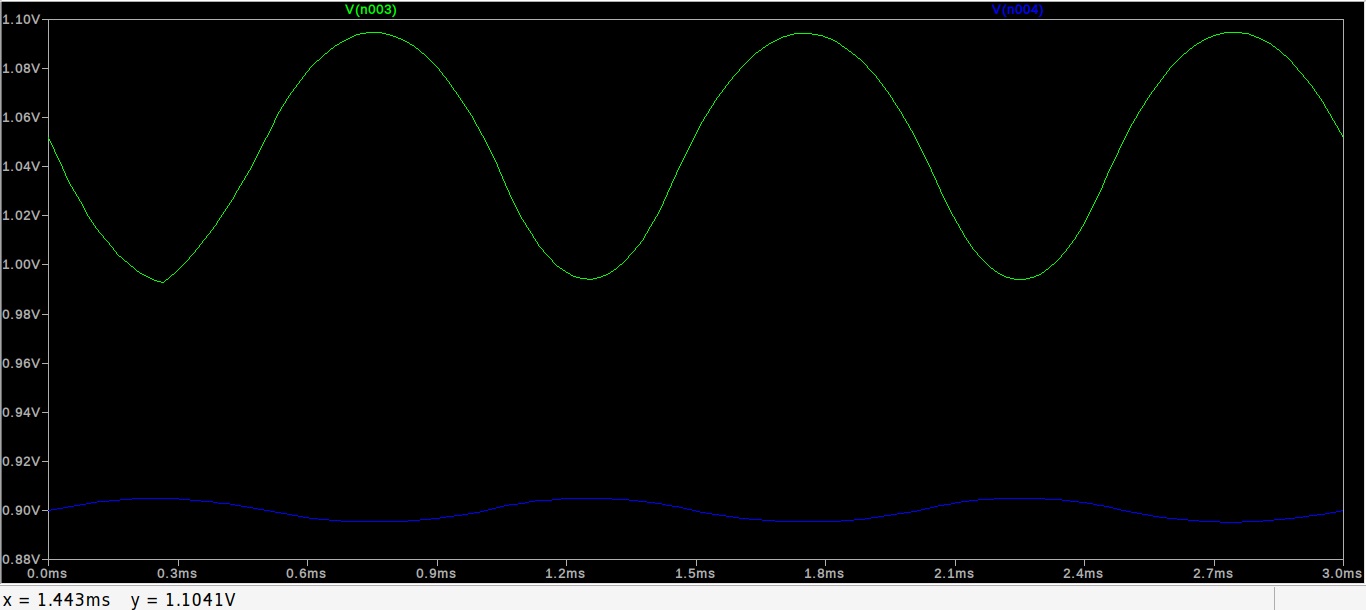 V(n003) V(n004)
1.10V
1.08V
1.06V
1.04V
1.02V
1.00V
0.98V
0.96V
0.94V
0.92V
0.90V
0.88V
0.0ms 0.3ms 0.6ms 0.9ms 1.2ms 1.5ms 1.8ms 2.1ms 2.4ms 2.7ms 3.0ms
x = 1.443ms y = 1.1041V